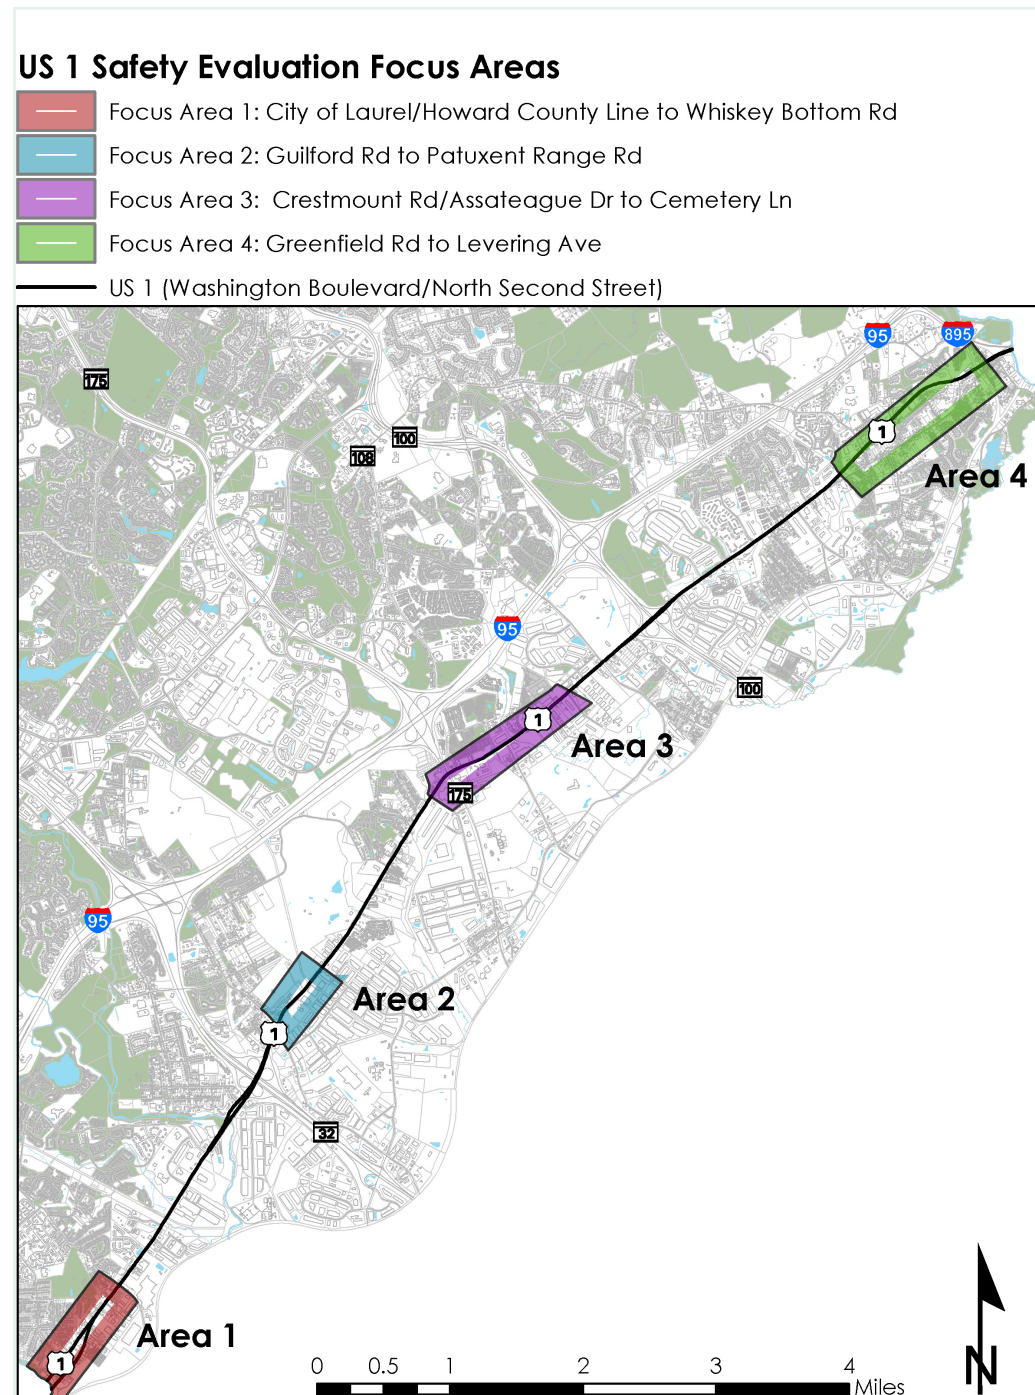 US 1 Safety Evaluation Focus Areas
Focus Area 1: City of Laurel/Howard County Line to Whiskey Bottom Rd
Focus Area 2: Guilford Rd to Patuxent Range Rd
Focus Area 3: Crestmount Rd/Assateague Dr to Cemetery Ln
Focus Area 4: Greenfield Rd to Levering Ave
US 1 (Washington Boulevard/North Second Street)
95
895
175
1
100
108
Area 4
95
100
1
Area 3
175
95
Area 2
1
32
Area 1
1
0 0.5 1 2 3 4
Miles
N